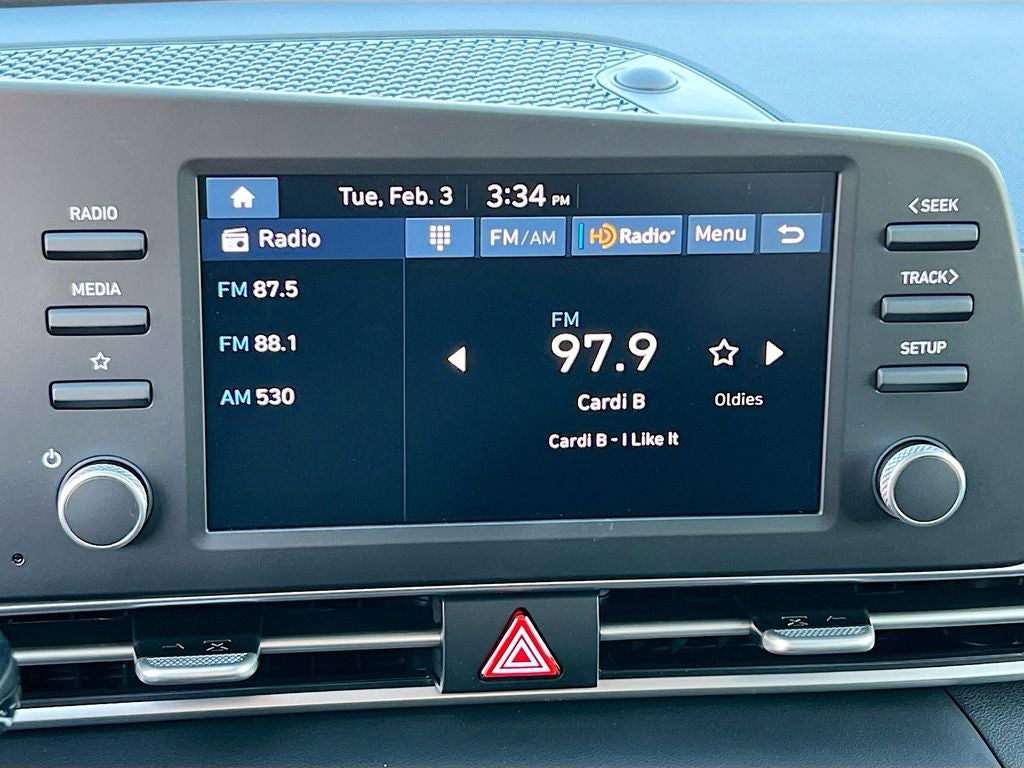 Tue, Feb. 3 3:34 PM
RADIO
MEDIA
Radio
FM/AM
HD Radio
Menu
FM 87.5
FM 88.1
AM 530
FM
97.9
Cardi B
Oldies
Cardi B - I Like It
<SEEK
TRACK>
SETUP